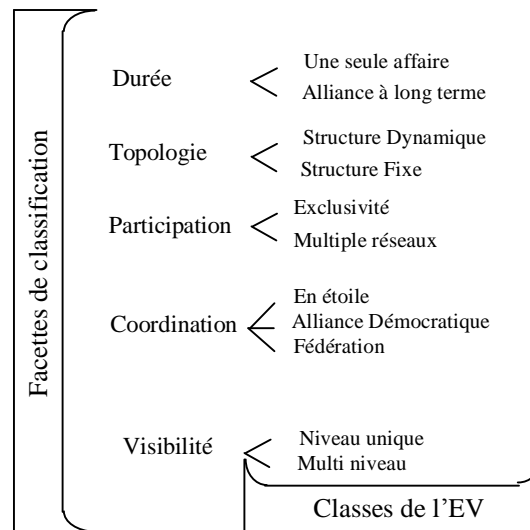 Facettes de classification
Durée
Une seule affaire
Alliance à long terme
Topologie
Structure Dynamique
Structure Fixe
Participation
Exclusivité
Multiple réseaux
Coordination
En étoile
Alliance Démocratique
Fédération
Visibilité
Niveau unique
Multi niveau
Classes de l’EV